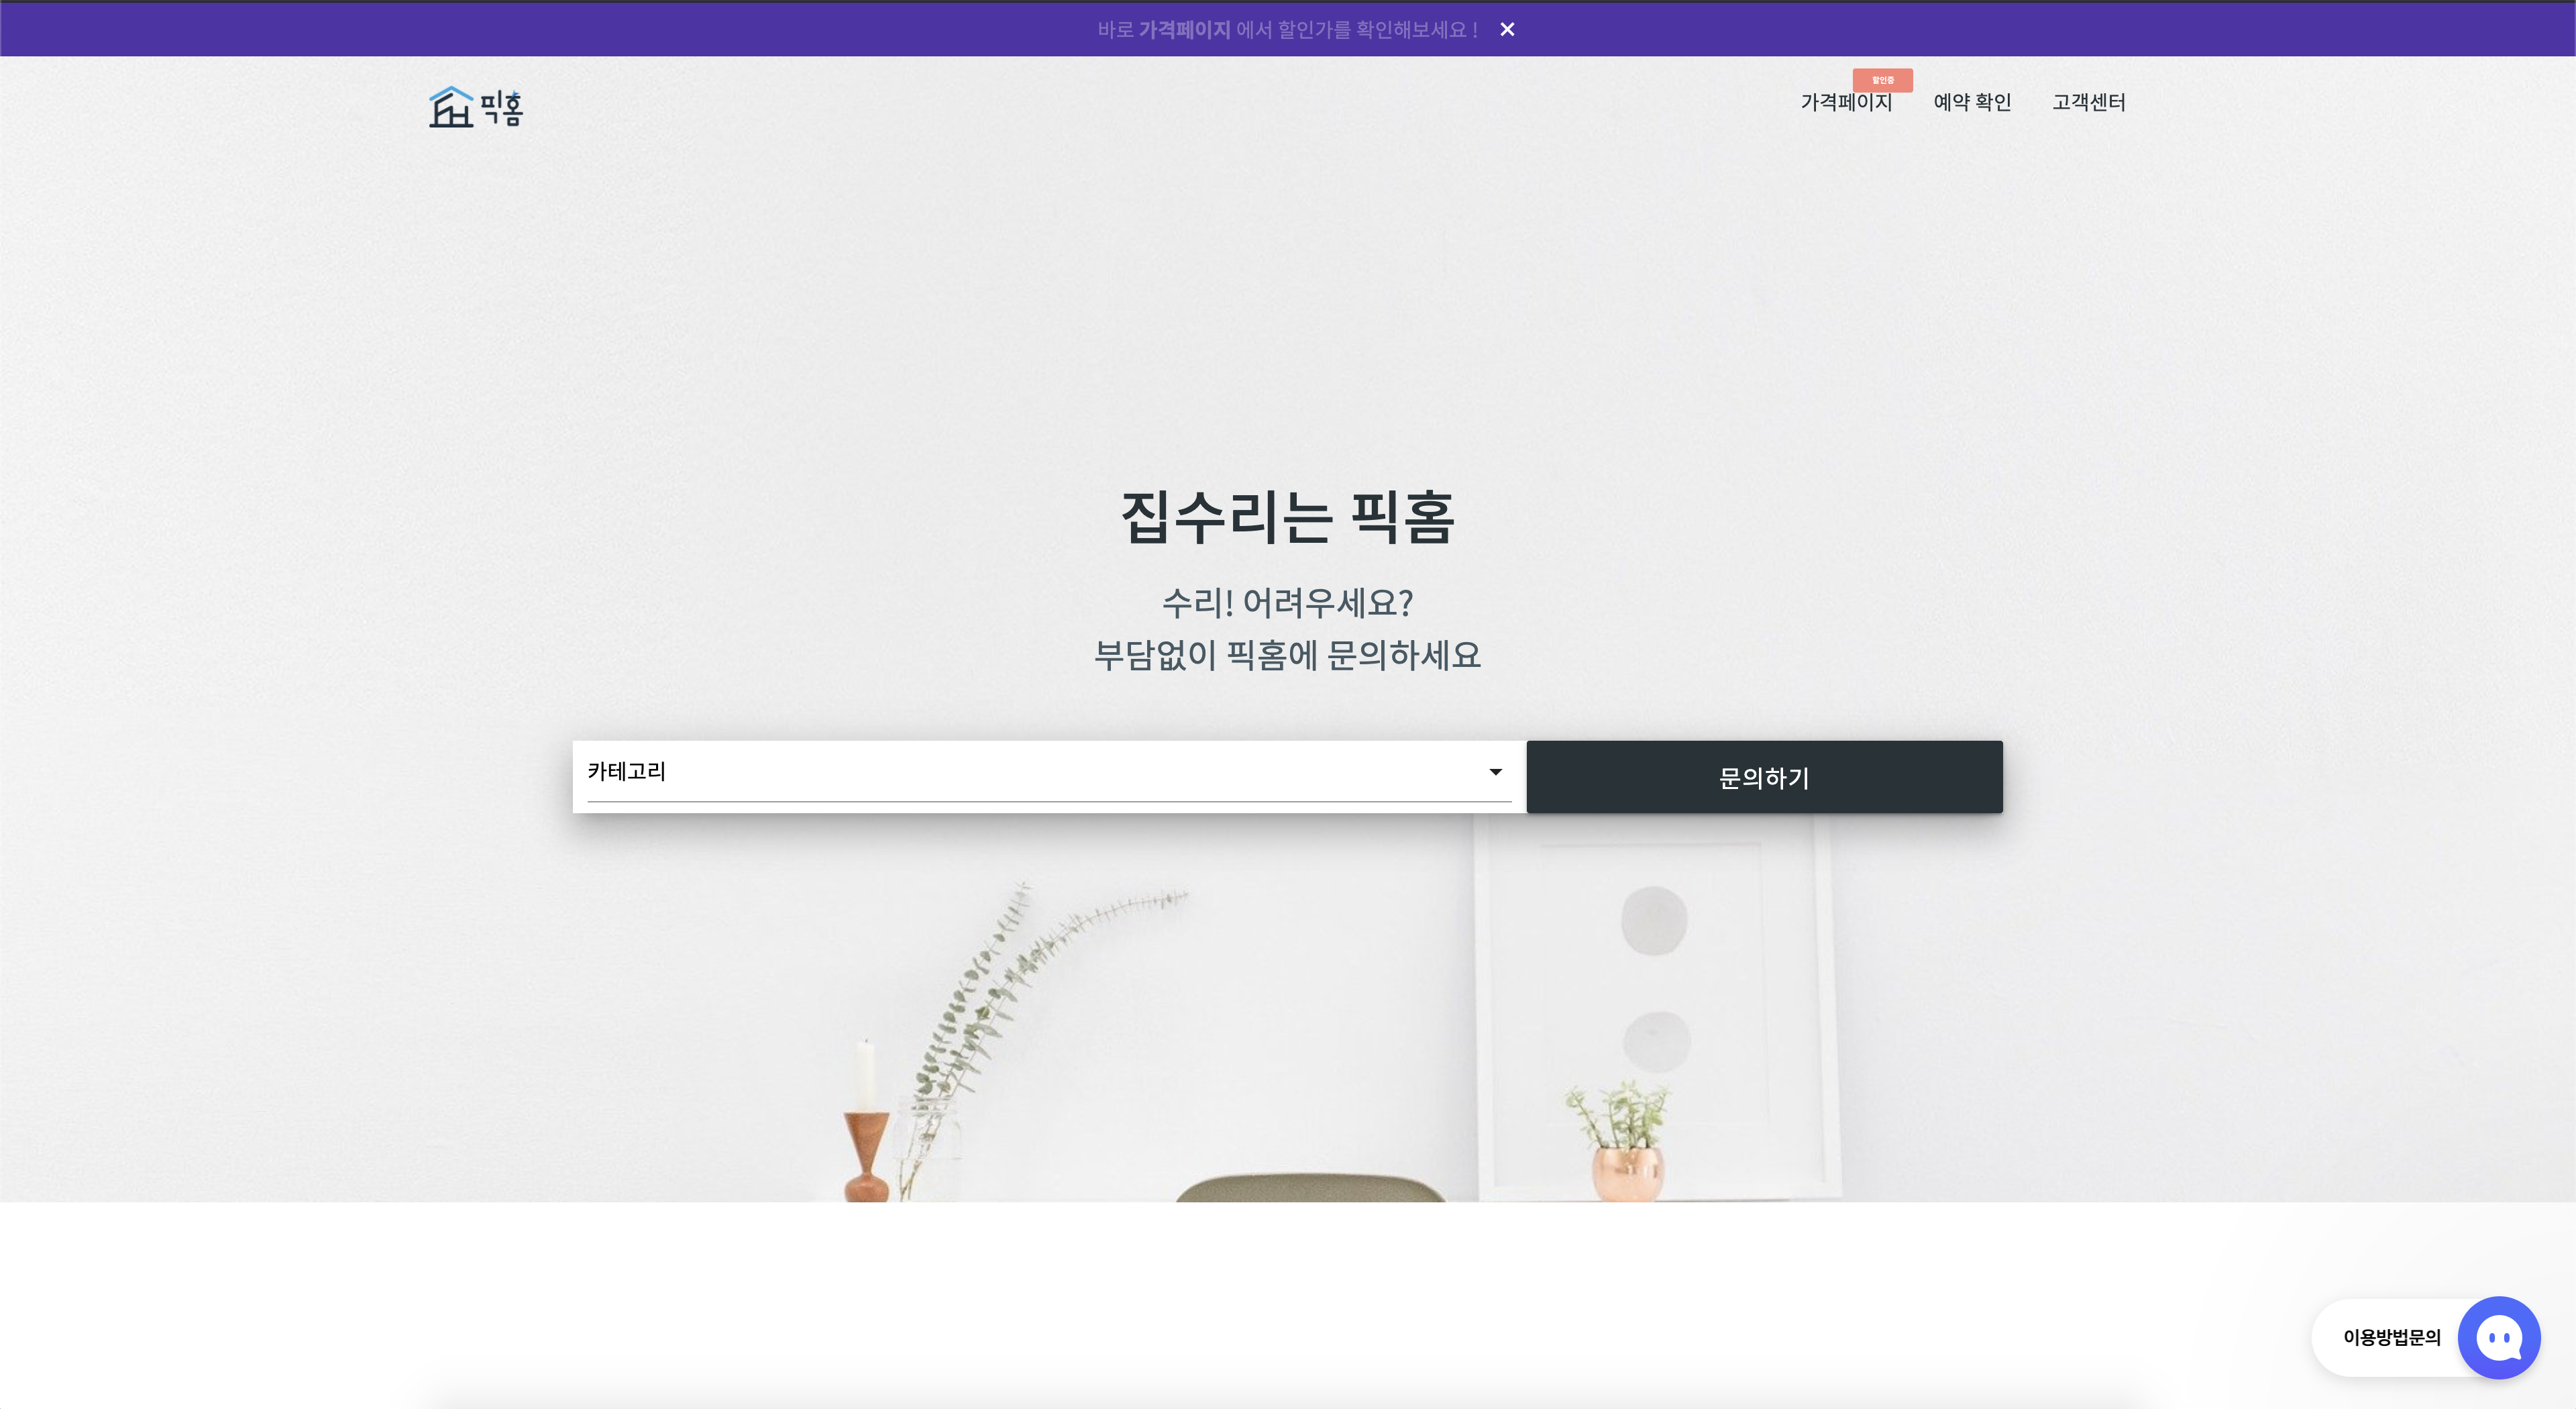 바로 가격페이지 에서 할인가를 확인해보세요 !
픽홈
할인중
가격페이지 예약 확인 고객센터
집수리는 픽홈
수리! 어려우세요?
부담없이 픽홈에 문의하세요
카테고리
문의하기
이용방법문의